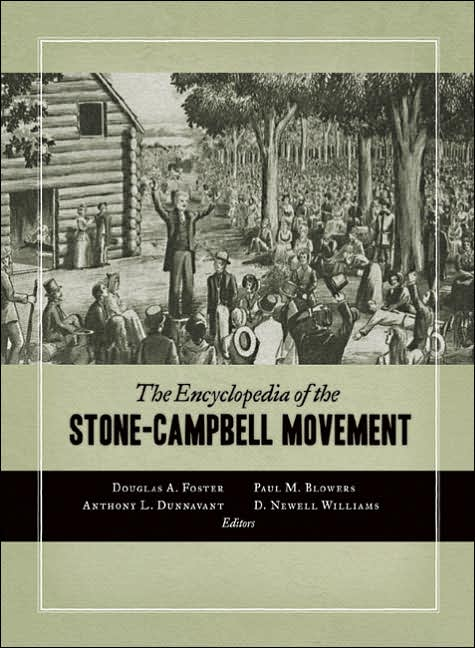 The Encyclopedia of the
STONE-CAMPBELL MOVEMENT
DOUGLAS A. FOSTER PAUL M. BLOWERS
ANTHONY L. DUNNAVANT D. NEWELL WILLIAMS
Editors